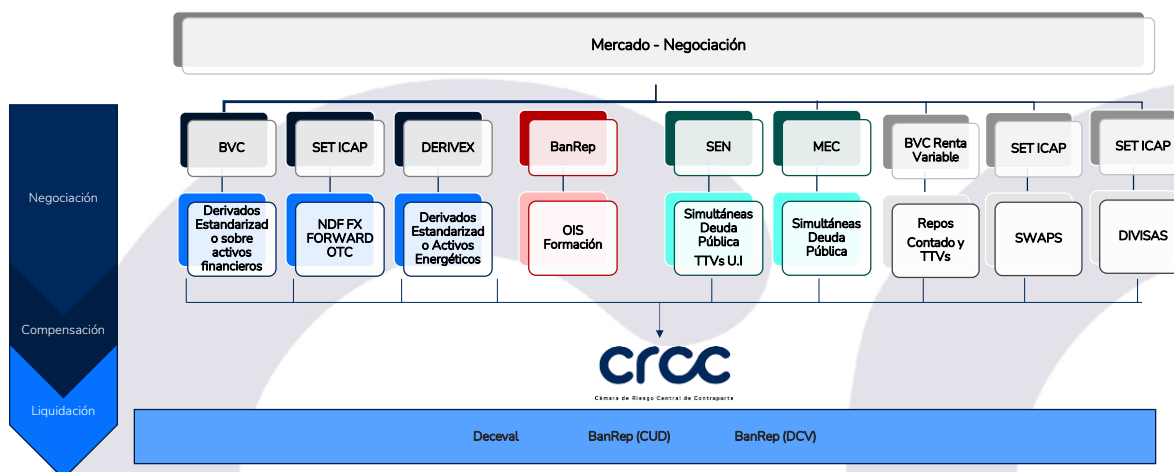 Mercado - Negociación
BVC
SET ICAP
DERIVEX
BanRep
SEN
MEC
BVC Renta
Variable
SET ICAP
SET ICAP
Negociación
Derivados
Estandarizad
o sobre
activos
financieros
NDF FX
FORWARD
OTC
Derivados
Estandarizad
o Activos
Energéticos
OIS
Formación
Simultáneas
Deuda
Pública
TTVs U.I
Simultáneas
Deuda
Pública
Repos
Contado y
TTVs
SWAPS
DIVISAS
Compensación
crcc
Cámara de Riesgo Central de Contraparte
Liquidación
Deceval
BanRep (CUD)
BanRep (DCV)